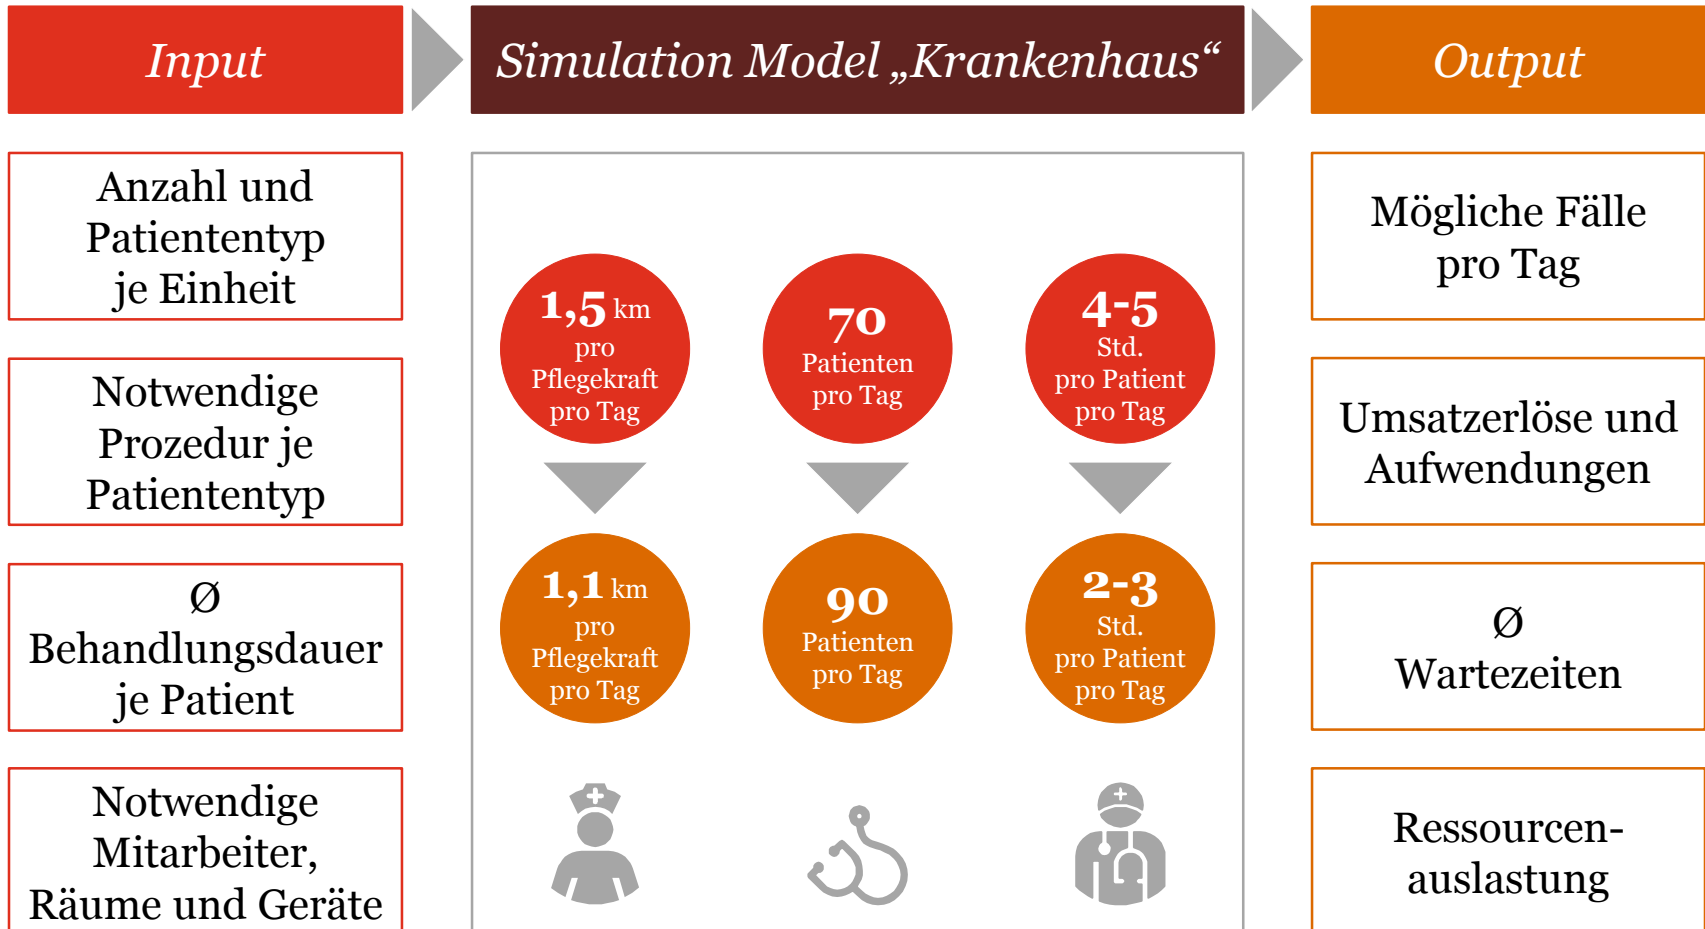 Input
Simulation Model „Krankenhaus“
Output
Anzahl und
Patiententyp
je Einheit
Notwendige
Prozedur je
Patiententyp
Ø
Behandlungsdauer
je Patient
Notwendige
Mitarbeiter,
Räume und Geräte
1,5 km
pro
Pflegekraft
pro Tag
70
Patienten
pro Tag
4-5
Std.
pro Patient
pro Tag
1,1 km
pro
Pflegekraft
pro Tag
90
Patienten
pro Tag
2-3
Std.
pro Patient
pro Tag
Mögliche Fälle
pro Tag
Umsatzerlöse und
Aufwendungen
Ø
Wartezeiten
Ressourcen-
auslastung